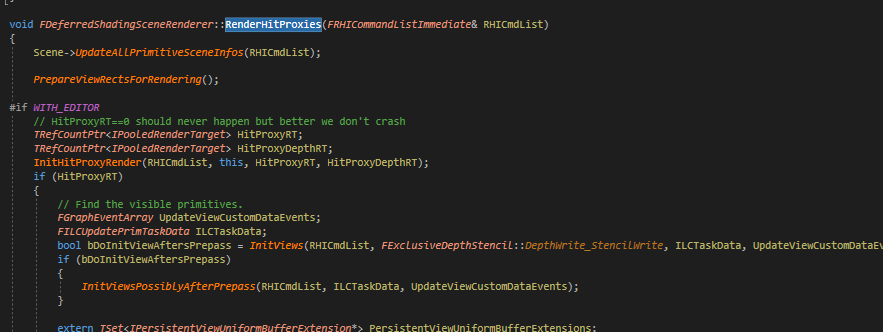 void FDeferredShadingSceneRenderer::RenderHitProxies(FRHICommandListImmediate& RHICmdList)
{
Scene->UpdateAllPrimitiveSceneInfos(RHICmdList);
PrepareViewRectsForRendering();
#if WITH_EDITOR
// HitProxyRT==0 should never happen but better we don't crash
TRefCountPtr<IPooledRenderTarget> HitProxyRT;
TRefCountPtr<IPooledRenderTarget> HitProxyDepthRT;
InitHitProxyRender(RHICmdList, this, HitProxyRT, HitProxyDepthRT);
if (HitProxyRT)
{
// Find the visible primitives.
FGraphEventArray UpdateViewCustomDataEvents;
FILCUpdatePrimTaskData ILCTaskData;
bool bDoInitViewAftersPrepass = InitViews(RHICmdList, FExclusiveDepthStencil::DepthWrite_StencilWrite, ILCTaskData, UpdateViewCustomDataEv
if (bDoInitViewAftersPrepass)
{
InitViewsPossiblyAfterPrepass(RHICmdList, ILCTaskData, UpdateViewCustomDataEvents);
}
extern TSet<IPersistentViewUniformBufferExtension*> PersistentViewUniformBufferExtensions;